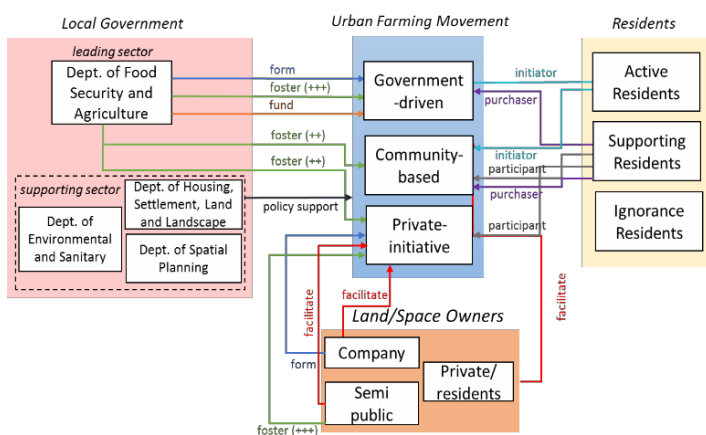 Local Government
Urban Farming Movement
Residents
leading sector
Dept. of Food
Security and
Agriculture
form
foster (+++)
fund
Government
-driven
initiator
purchaser
Active
Residents
foster (++)
foster (++)
Community-
based
initiator
participant
purchaser
Supporting
Residents
supporting sector
Dept. of Housing,
Settlement, Land
and Landscape
policy support
Dept. of
Environmental
and Sanitary
Dept. of Spatial
Planning
Private-
initiative
participant
Ignorance
Residents
facilitate
facilitate
facilitate
Land/Space Owners
form
Company
Private/
residents
Semi
public
foster (+++)